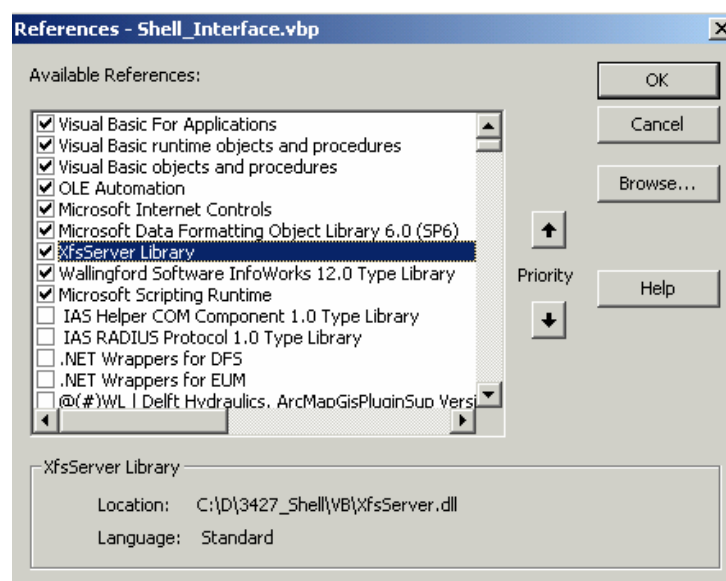 References - Shell_Interface.vbp
Available References:
OK
Cancel
Browse...
Help
Visual Basic For Applications
Visual Basic runtime objects and procedures
Visual Basic objects and procedures
OLE Automation
Microsoft Internet Controls
Microsoft Data Formatting Object Library 6.0 (SP6)
XfsServer Library
Wallingford Software InfoWorks 12.0 Type Library
Microsoft Scripting Runtime
IAS Helper COM Component 1.0 Type Library
IAS RADIUS Protocol 1.0 Type Library
.NET Wrappers for DFS
.NET Wrappers for EUM
@(#)WL | Delft Hydraulics, ArcMapGisPluginSup Versi
Priority
XfsServer Library
Location: C:\D\3427_Shell\VB\XfsServer.dll
Language: Standard